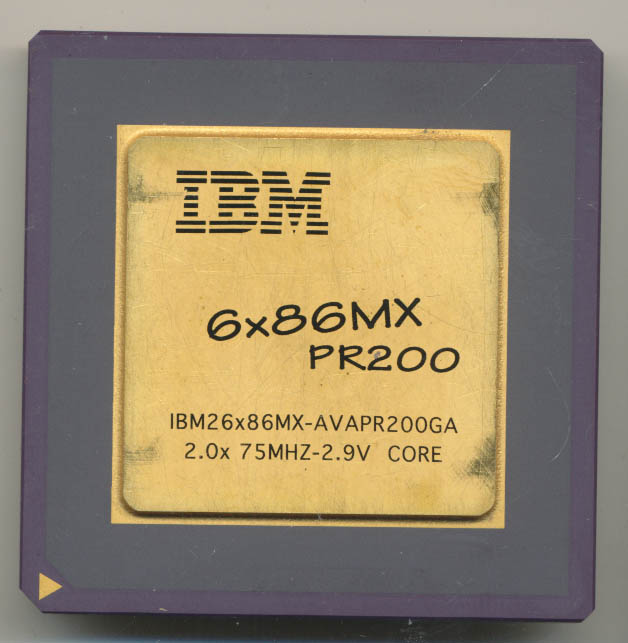 IBM
6x86MX
PR200
IBM26x86MX-AVAPR200GA
2.0x 75MHZ-2.9V CORE